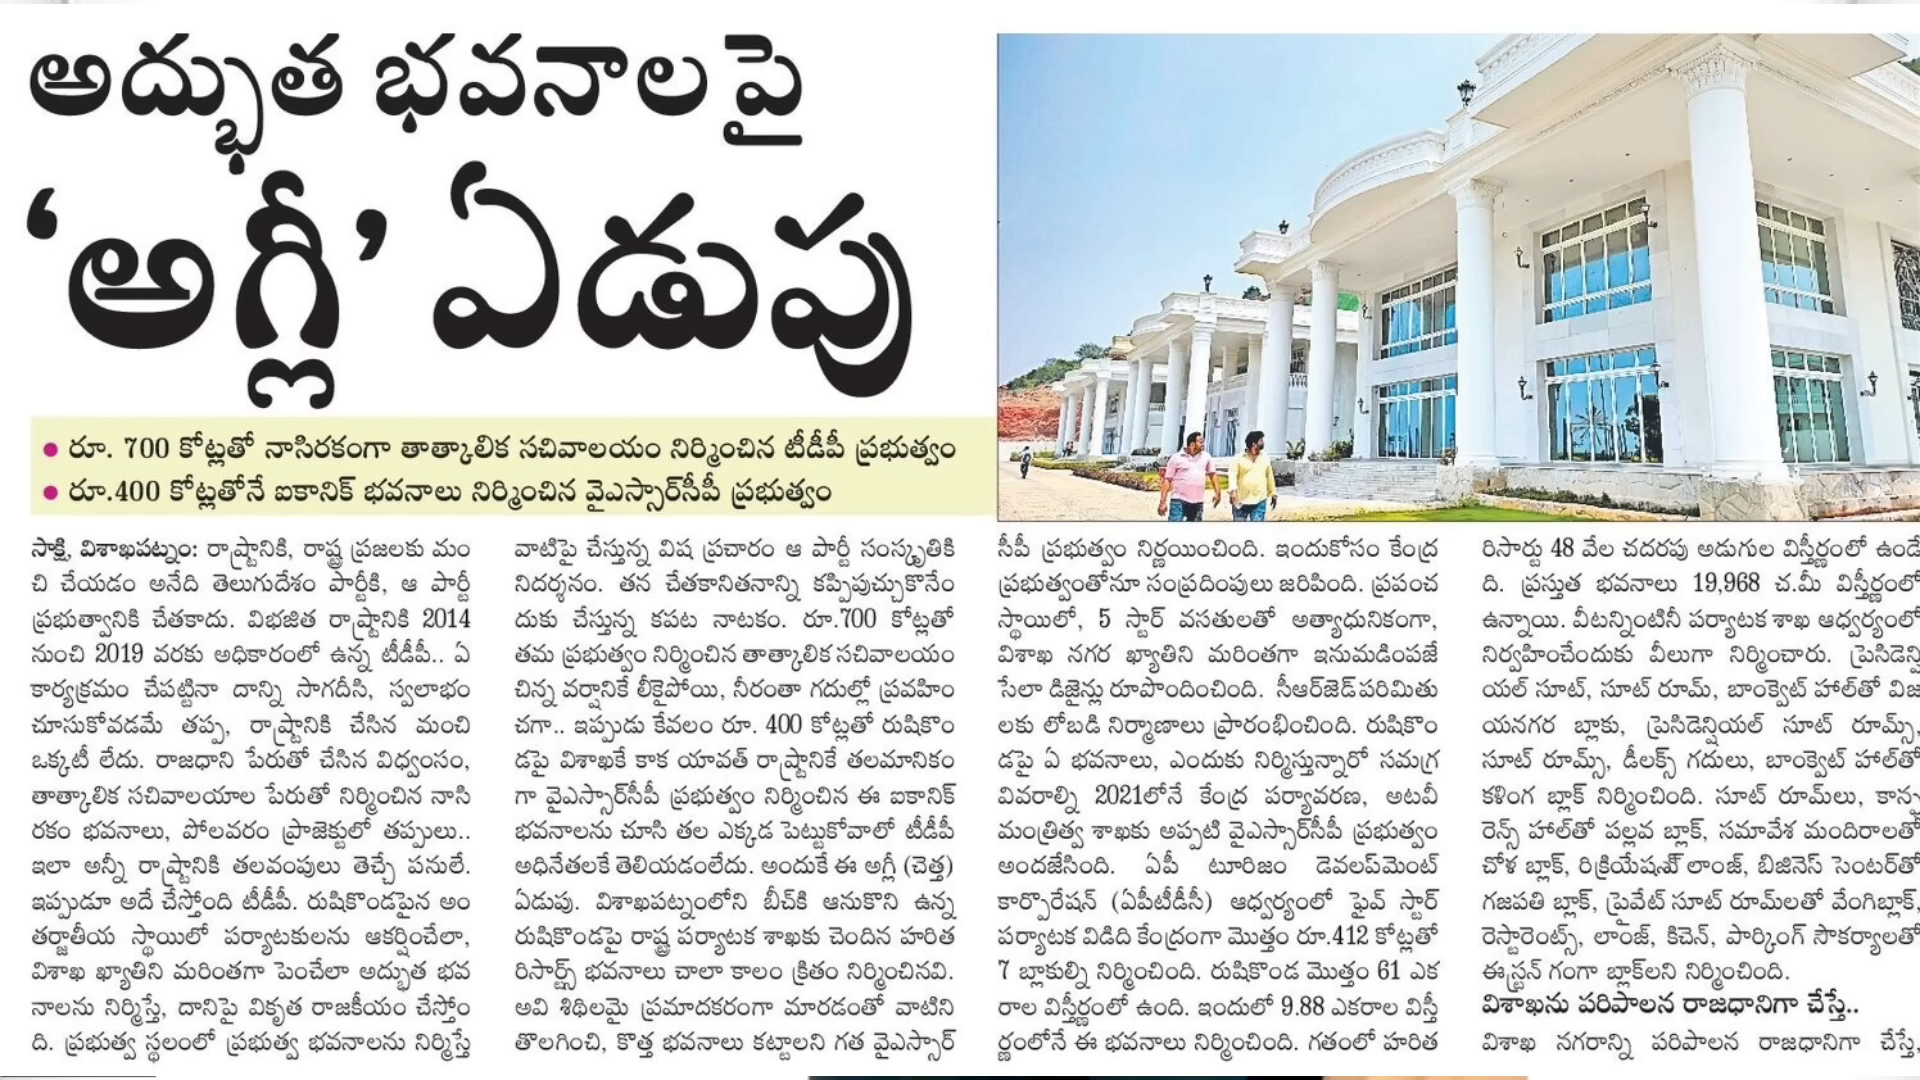 అద్భుత భవనాలపై
‘అగ్లీ’ ఏడుపు
● రూ. 700 కోట్లతో నాసిరకంగా తాత్కాలిక సచివాలయం నిర్మించిన టీడీపీ ప్రభుత్వం
● రూ.400 కోట్లతోనే ఐకానిక్ భవనాలు నిర్మించిన వైఎస్సార్‌సీపీ ప్రభుత్వం
సాక్షి, విశాఖపట్నం: రాష్ట్రానికి, రాష్ట్ర ప్రజలకు మం
చి చేయడం అనేది తెలుగుదేశం పార్టీకి, ఆ పార్టీ
ప్రభుత్వానికి చేతకాదు. విభజిత రాష్ట్రానికి 2014
నుంచి 2019 వరకు అధికారంలో ఉన్న టీడీపీ.. ఏ
కార్యక్రమం చేపట్టినా దాన్ని సాగదీసి, స్వలాభం
చూసుకోవడమే తప్ప, రాష్ట్రానికి చేసిన మంచి
ఒక్కటీ లేదు. రాజధాని పేరుతో చేసిన విధ్వంసం,
తాత్కాలిక సచివాలయాల పేరుతో నిర్మించిన నాసి
రకం భవనాలు, పోలవరం ప్రాజెక్టులో తప్పులు..
ఇలా అన్నీ రాష్ట్రానికి తలవంపులు తెచ్చే పనులే.
ఇప్పుడూ అదే చేస్తోంది టీడీపీ. రుషికొండపైన అం
తర్జాతీయ స్థాయిలో పర్యాటకులను ఆకర్షించేలా,
విశాఖ ఖ్యాతిని మరింతగా పెంచేలా అద్భుత భవ
నాలను నిర్మిస్తే, దానిపై వికృత రాజకీయం చేస్తోం
ది. ప్రభుత్వ స్థలంలో ప్రభుత్వ భవనాలను నిర్మిస్తే
వాటిపై చేస్తున్న విష ప్రచారం ఆ పార్టీ సంస్కృతికి
నిదర్శనం. తన చేతకానితనాన్ని కప్పిపుచ్చుకొనేం
దుకు చేస్తున్న కపట నాటకం. రూ.700 కోట్లతో
తమ ప్రభుత్వం నిర్మించిన తాత్కాలిక సచివాలయం
చిన్న వర్షానికే లీకైపోయి, నీరంతా గదుల్లో ప్రవహిం
చగా.. ఇప్పుడు కేవలం రూ. 400 కోట్లతో రుషికొం
డపై విశాఖకే కాక యావత్ రాష్ట్రానికే తలమానికం
గా వైఎస్సార్‌సీపీ ప్రభుత్వం నిర్మించిన ఈ ఐకానిక్
భవనాలను చూసి తల ఎక్కడ పెట్టుకోవాలో టీడీపీ
అధినేతలకే తెలియడంలేదు. అందుకే ఈ అగ్లీ (చెత్త)
ఏడుపు. విశాఖపట్నంలోని బీచ్‌కి ఆనుకొని ఉన్న
రుషికొండపై రాష్ట్ర పర్యాటక శాఖకు చెందిన హరిత
రిసార్ట్స్ భవనాలు చాలా కాలం క్రితం నిర్మించినవి.
అవి శిథిలమై ప్రమాదకరంగా మారడంతో వాటిని
తొలగించి, కొత్త భవనాలు కట్టాలని గత వైఎస్సార్
సీపీ ప్రభుత్వం నిర్ణయించింది. ఇందుకోసం కేంద్ర
ప్రభుత్వంతోనూ సంప్రదింపులు జరిపింది. ప్రపంచ
స్థాయిలో, 5 స్టార్ వసతులతో అత్యాధునికంగా,
విశాఖ నగర ఖ్యాతిని మరింతగా ఇనుమడింపజే
సేలా డిజైన్లు రూపొందించింది. సీఆర్‌జెడ్ పరిమితు
లకు లోబడి నిర్మాణాలు ప్రారంభించింది. రుషికొం
డపై ఏ భవనాలు, ఎందుకు నిర్మిస్తున్నారో సమగ్ర
వివరాల్ని 2021లోనే కేంద్ర పర్యావరణ, అటవీ
మంత్రిత్వ శాఖకు అప్పటి వైఎస్సార్‌సీపీ ప్రభుత్వం
అందజేసింది. ఏపీ టూరిజం డెవలప్‌మెంట్
కార్పొరేషన్ (ఏపీటీడీసీ) ఆధ్వర్యంలో ఫైవ్ స్టార్
పర్యాటక విడిది కేంద్రంగా మొత్తం రూ.412 కోట్లతో
7 బ్లాకుల్ని నిర్మించింది. రుషికొండ మొత్తం 61 ఎక
రాల విస్తీర్ణంలో ఉంది. ఇందులో 9.88 ఎకరాల విస్తీ
ర్ణంలోనే ఈ భవనాలు నిర్మించింది. గతంలో హరిత
రిసార్టు 48 వేల చదరపు అడుగుల విస్తీర్ణంలో ఉండే
ది. ప్రస్తుత భవనాలు 19,968 చ.మీ విస్తీర్ణంలో
ఉన్నాయి. వీటన్నింటినీ పర్యాటక శాఖ ఆధ్వర్యంలో
నిర్వహించేందుకు వీలుగా నిర్మించారు. ప్రెసిడెన్షి
యల్ సూట్, సూట్ రూమ్, బాంక్వెట్ హాల్‌తో విజ
యనగర బ్లాకు, ప్రెసిడెన్షియల్ సూట్ రూమ్స్,
సూట్ రూమ్స్, డీలక్స్ గదులు, బాంక్వెట్ హాల్‌తో
కళింగ బ్లాక్ నిర్మించింది. సూట్ రూమ్‌లు, కాన్ఫ
రెన్స్ హాల్‌తో పల్లవ బ్లాక్, సమావేశ మందిరాలతో
చోళ బ్లాక్, రిక్రియేషన్ లాంజ్, బిజినెస్ సెంటర్‌తో
గజపతి బ్లాక్, ప్రైవేట్ సూట్ రూమ్‌లతో వేంగిబ్లాక్,
రెస్టారెంట్స్, లాంజ్, కిచెన్, పార్కింగ్ సౌకర్యాలతో
ఈస్ట్రన్ గంగా బ్లాక్‌లని నిర్మించింది.
విశాఖను పరిపాలన రాజధానిగా చేస్తే..
విశాఖ నగరాన్ని పరిపాలన రాజధానిగా చేస్తే,